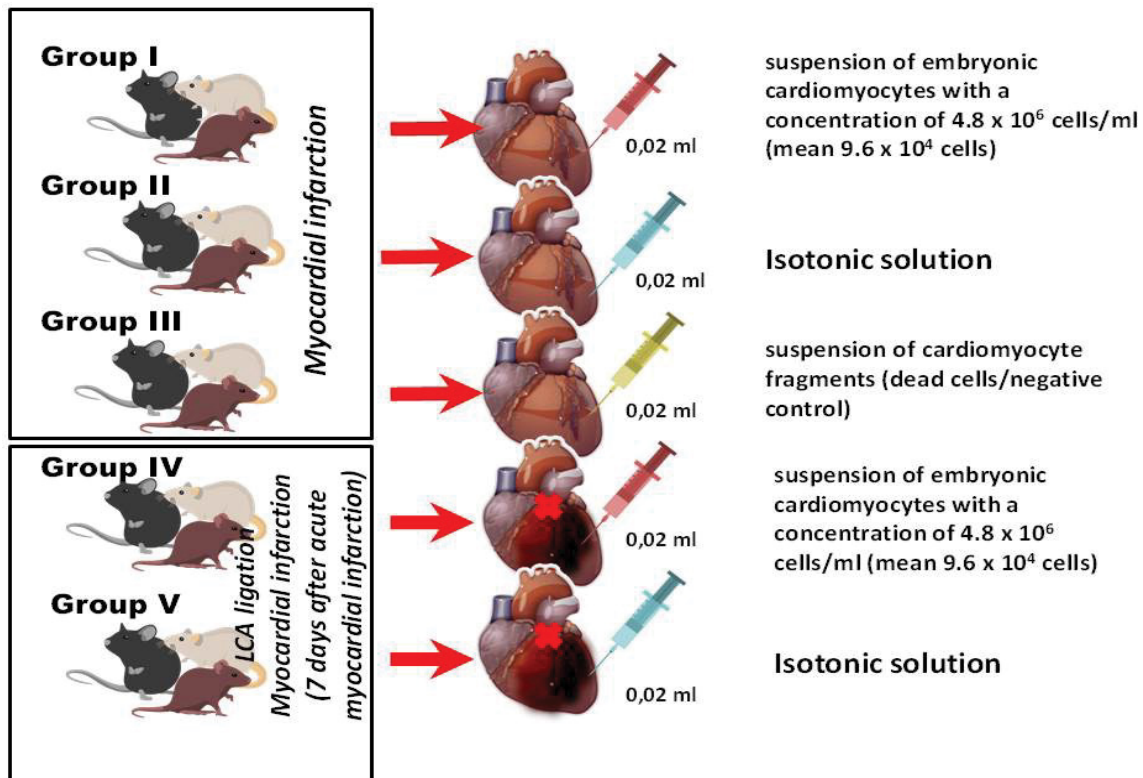 Group I
Group II
Group III
Myocardial infarction
0,02 ml
suspension of embryonic
cardiomyocytes with a
concentration of 4.8 x 10⁶ cells/ml
(mean 9.6 x 10⁴ cells)
0,02 ml
Isotonic solution
0,02 ml
suspension of cardiomyocyte
fragments (dead cells/negative
control)
Group IV
Group V
LCA ligation
Myocardial infarction
(7 days after acute
myocardial infarction)
0,02 ml
suspension of embryonic
cardiomyocytes with a
concentration of 4.8 x 10⁶
cells/ml (mean 9.6 x 10⁴ cells)
0,02 ml
Isotonic solution